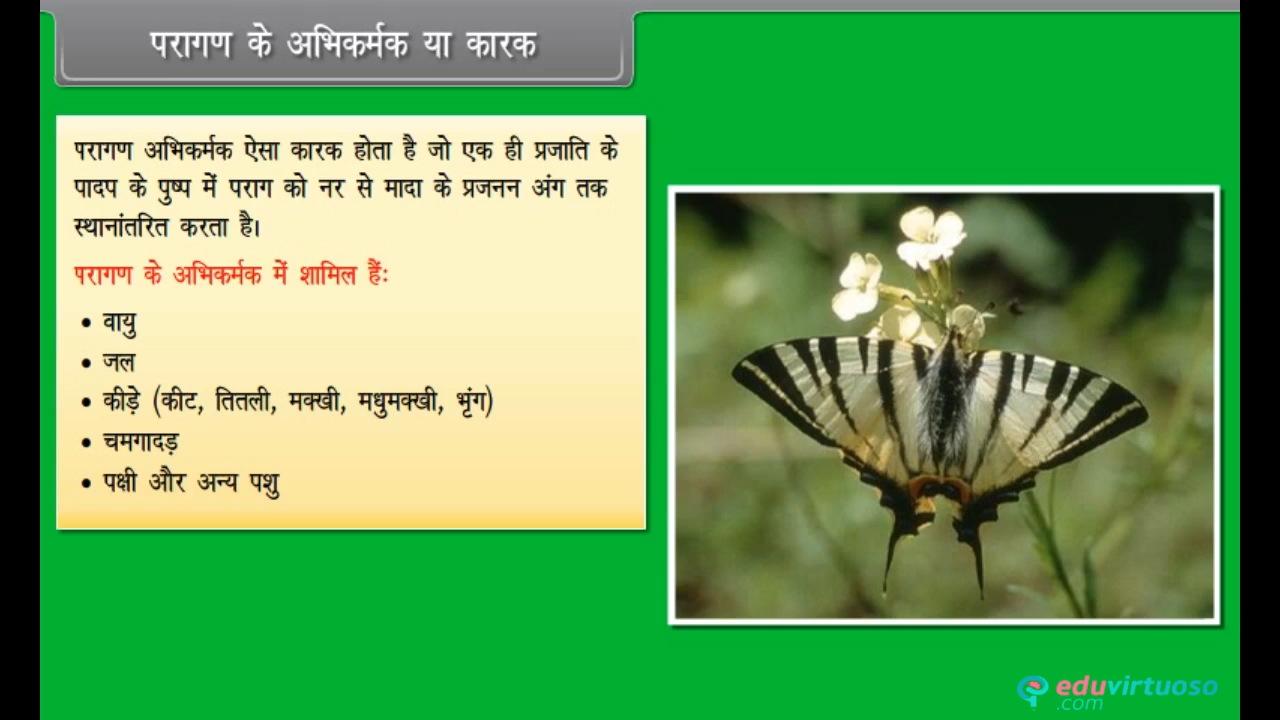 परागण के अभिकर्मक या कारक
परागण अभिकर्मक ऐसा कारक होता है जो एक ही प्रजाति के
पादप के पुष्प में पराग को नर से मादा के प्रजनन अंग तक
स्थानांतरित करता है।
परागण के अभिकर्मक में शामिल हैंः
• वायु
• जल
• कीड़े (कीट, तितली, मक्खी, मधुमक्खी, भृंग)
• चमगादड़
• पक्षी और अन्य पशु
eduvirtuoso
.com